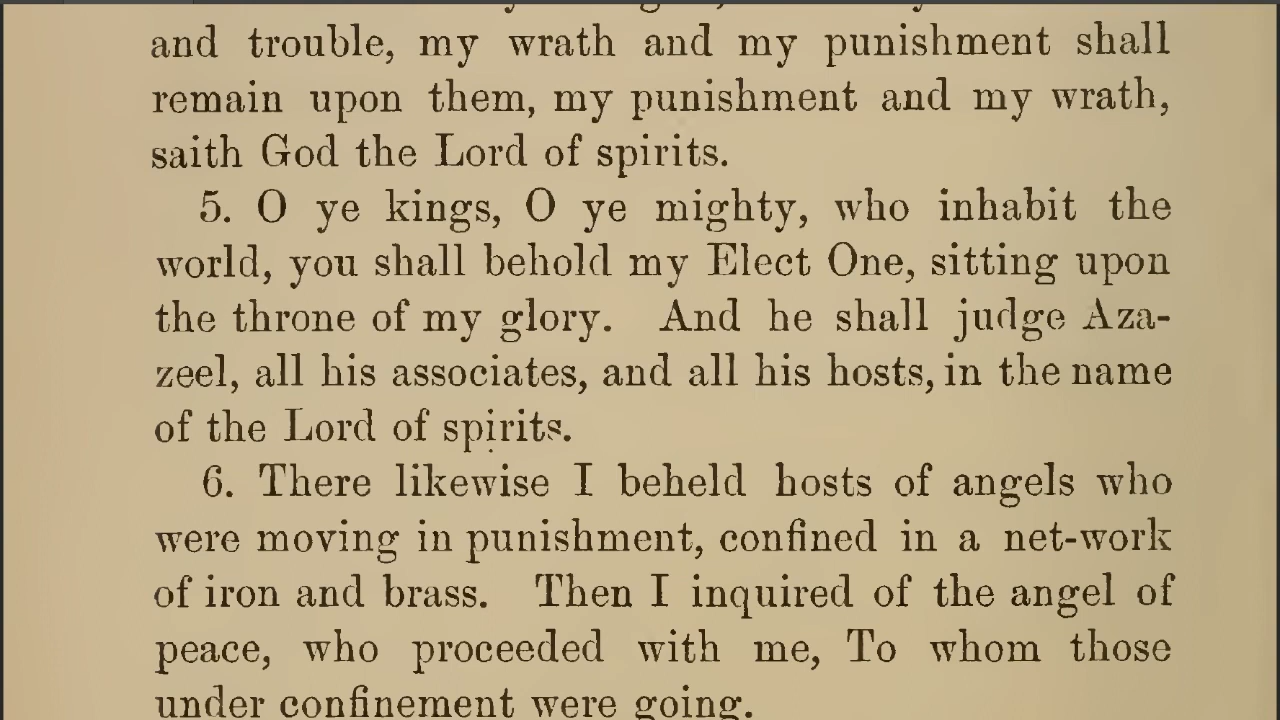 and trouble, my wrath and my punishment shall
remain upon them, my punishment and my wrath,
saith God the Lord of spirits.
5. O ye kings, O ye mighty, who inhabit the
world, you shall behold my Elect One, sitting upon
the throne of my glory. And he shall judge Aza-
zeel, all his associates, and all his hosts, in the name
of the Lord of spirits.
6. There likewise I beheld hosts of angels who
were moving in punishment, confined in a net-work
of iron and brass. Then I inquired of the angel of
peace, who proceeded with me, To whom those
under confinement were going.